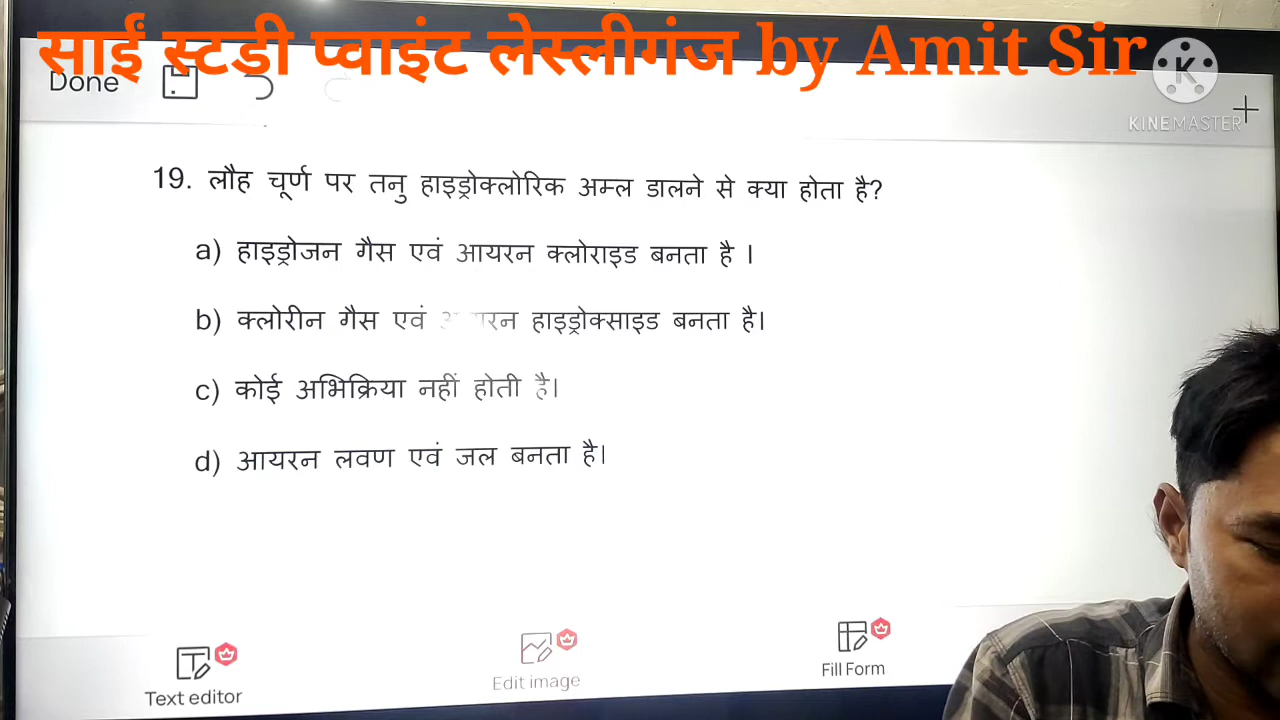 साईं स्टडी प्वाइंट लेस्लीगंज by Amit Sir
Done
K
KINEMASTER
19. लौह चूर्ण पर तनु हाइड्रोक्लोरिक अम्ल डालने से क्या होता है?
a) हाइड्रोजन गैस एवं आयरन क्लोराइड बनता है ।
b) क्लोरीन गैस एवं आयरन हाइड्रोक्साइड बनता है।
c) कोई अभिक्रिया नहीं होती है।
d) आयरन लवण एवं जल बनता है।
Text editor
Edit image
Fill Form